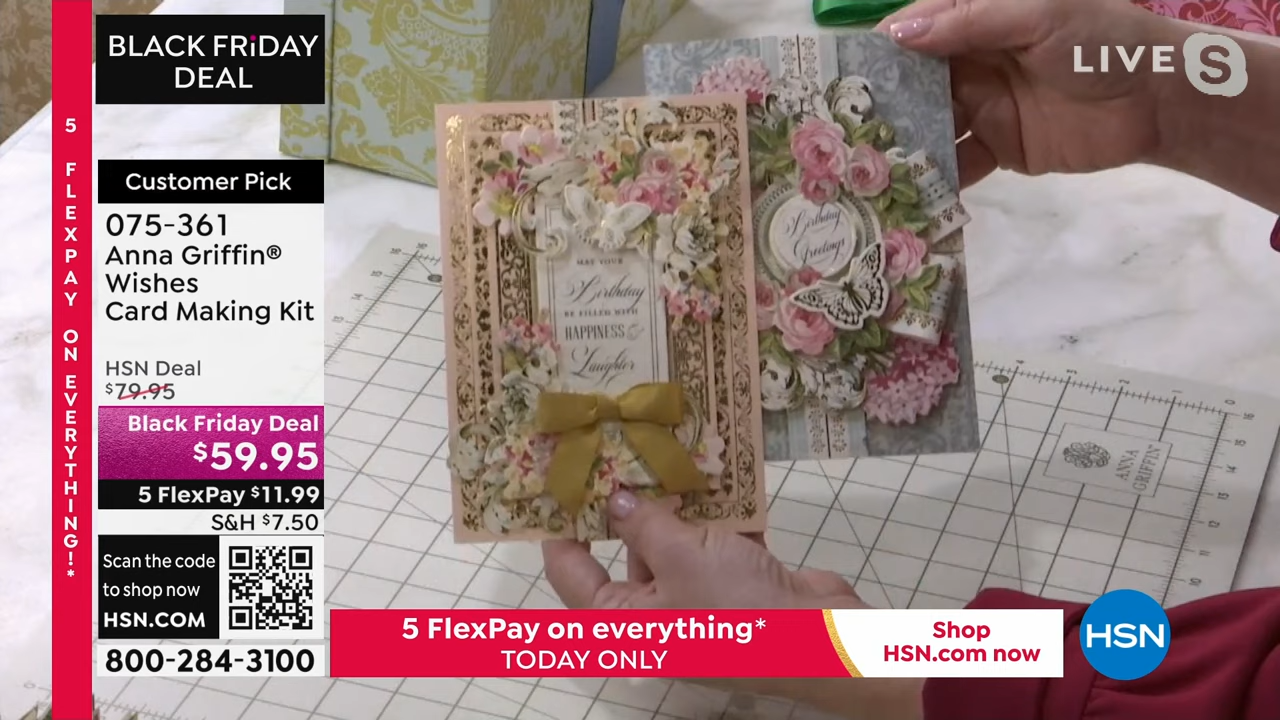 5 FLEXPAY ON EVERYTHING!*
BLACK FRiDAY
DEAL
Customer Pick
075-361
Anna Griffin®
Wishes
Card Making Kit
HSN Deal
$79.95
Black Friday Deal
$59.95
5 FlexPay $11.99
S&H $7.50
Scan the code
to shop now
HSN.COM
800-284-3100
LIVE S
MAY YOUR
Birthday
BE FILLED WITH
HAPPINESS &
Laughter
Birthday
Greetings
ANNA
GRIFFIN
5 FlexPay on everything*
TODAY ONLY
Shop
HSN.com now
HSN